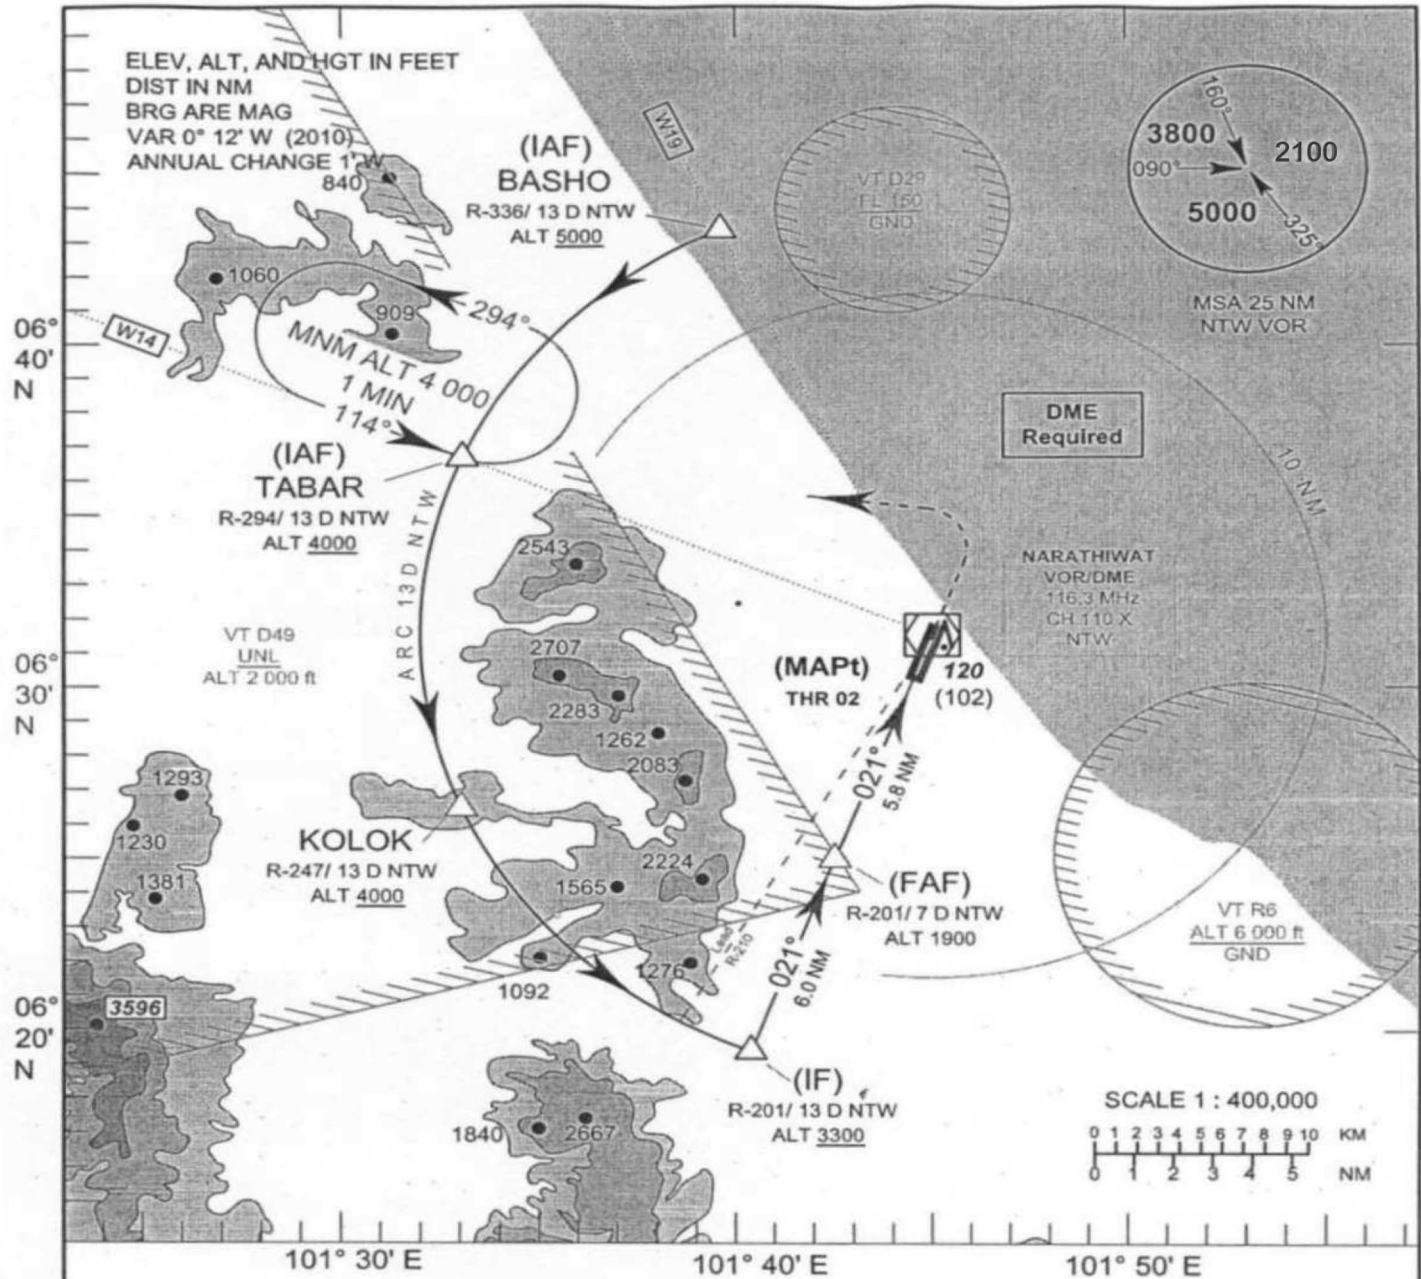 ELEV, ALT, AND HGT IN FEET
DIST IN NM
BRG ARE MAG
VAR 0° 12' W (2010)
ANNUAL CHANGE 1' W
840
(IAF)
BASHO
R-336/ 13 D NTW
ALT 5000
W19
VT D29
FL 150
GND
160°
3800
2100
090°
5000
325°
MSA 25 NM
NTW VOR
1060
909
294°
MNM ALT 4 000
1 MIN
114°
W14
06°
40'
N
DME
Required
10 NM
(IAF)
TABAR
R-294/ 13 D NTW
ALT 4000
ARC 13 D NTW
2543
NARATHIWAT
VOR/DME
116.3 MHz
CH 110 X
NTW
VT D49
UNL
ALT 2 000 ft
06°
30'
N
2707
2283
1262
2083
(MAPt)
THR 02
120
(102)
021°
5.8 NM
1293
1230
1381
KOLOK
R-247/ 13 D NTW
ALT 4000
1565
2224
(FAF)
R-201/ 7 D NTW
ALT 1900
VT R6
ALT 6 000 ft
GND
Lead
R-210
021°
6.0 NM
1276
1092
06°
20'
N
3596
(IF)
R-201/ 13 D NTW
ALT 3300
1840
2667
SCALE 1 : 400,000
0 1 2 3 4 5 6 7 8 9 10 KM
0 1 2 3 4 5 NM
101° 30' E
101° 40' E
101° 50' E